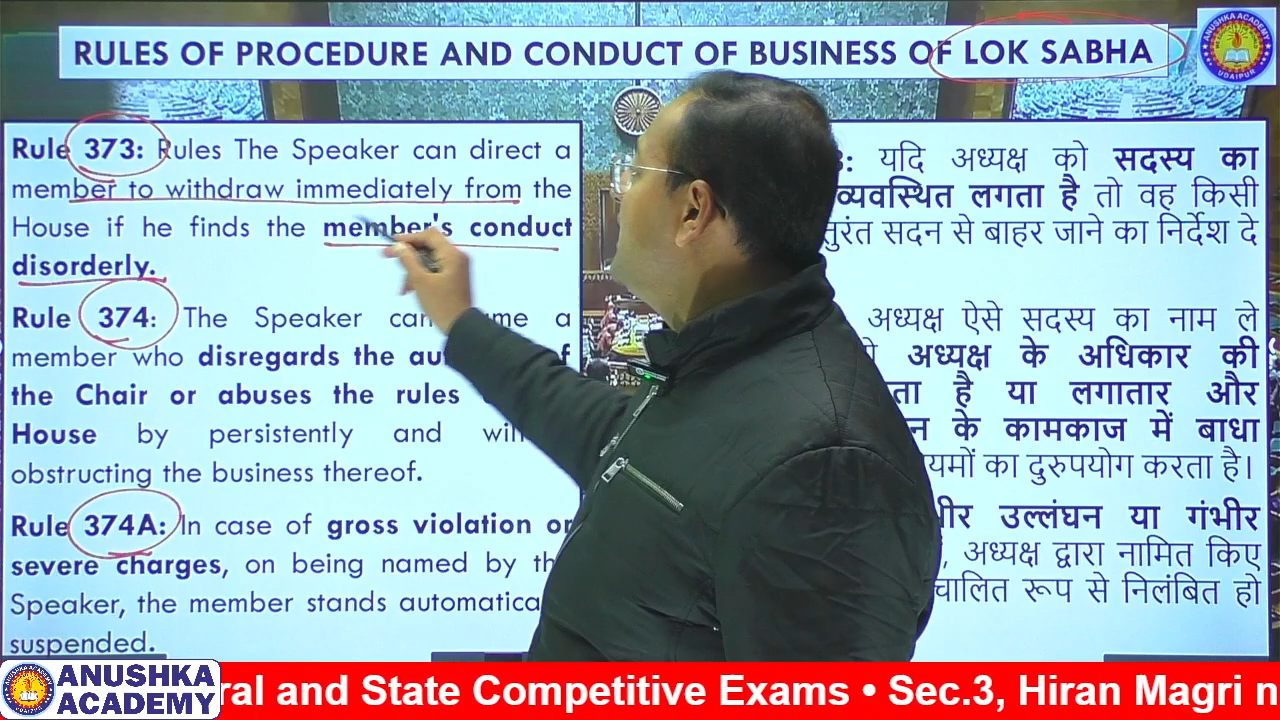 RULES OF PROCEDURE AND CONDUCT OF BUSINESS OF LOK SABHA
ANUSHKA ACADEMY
UDAIPUR
Rule 373: Rules The Speaker can direct a
member to withdraw immediately from the
House if he finds the member's conduct
disorderly.
Rule 374: The Speaker can a
member who disregards the of
the Chair or abuses the rules
House by persistently and
obstructing the business thereof.
Rule 374A: In case of gross violation or
severe charges, on being named by
Speaker, the member stands
suspended.
: यदि अध्यक्ष को सदस्य का
व्यवस्थित लगता है तो वह किसी
तुरंत सदन से बाहर जाने का निर्देश दे
अध्यक्ष ऐसे सदस्य का नाम ले
अध्यक्ष के अधिकार की
है या लगातार और
के कामकाज में बाधा
का दुरुपयोग करता है।
उल्लंघन या गंभीर
, अध्यक्ष द्वारा नामित किए
रूप से निलंबित हो
ANUSHKA
ACADEMY
ral and State Competitive Exams • Sec.3, Hiran Magri n